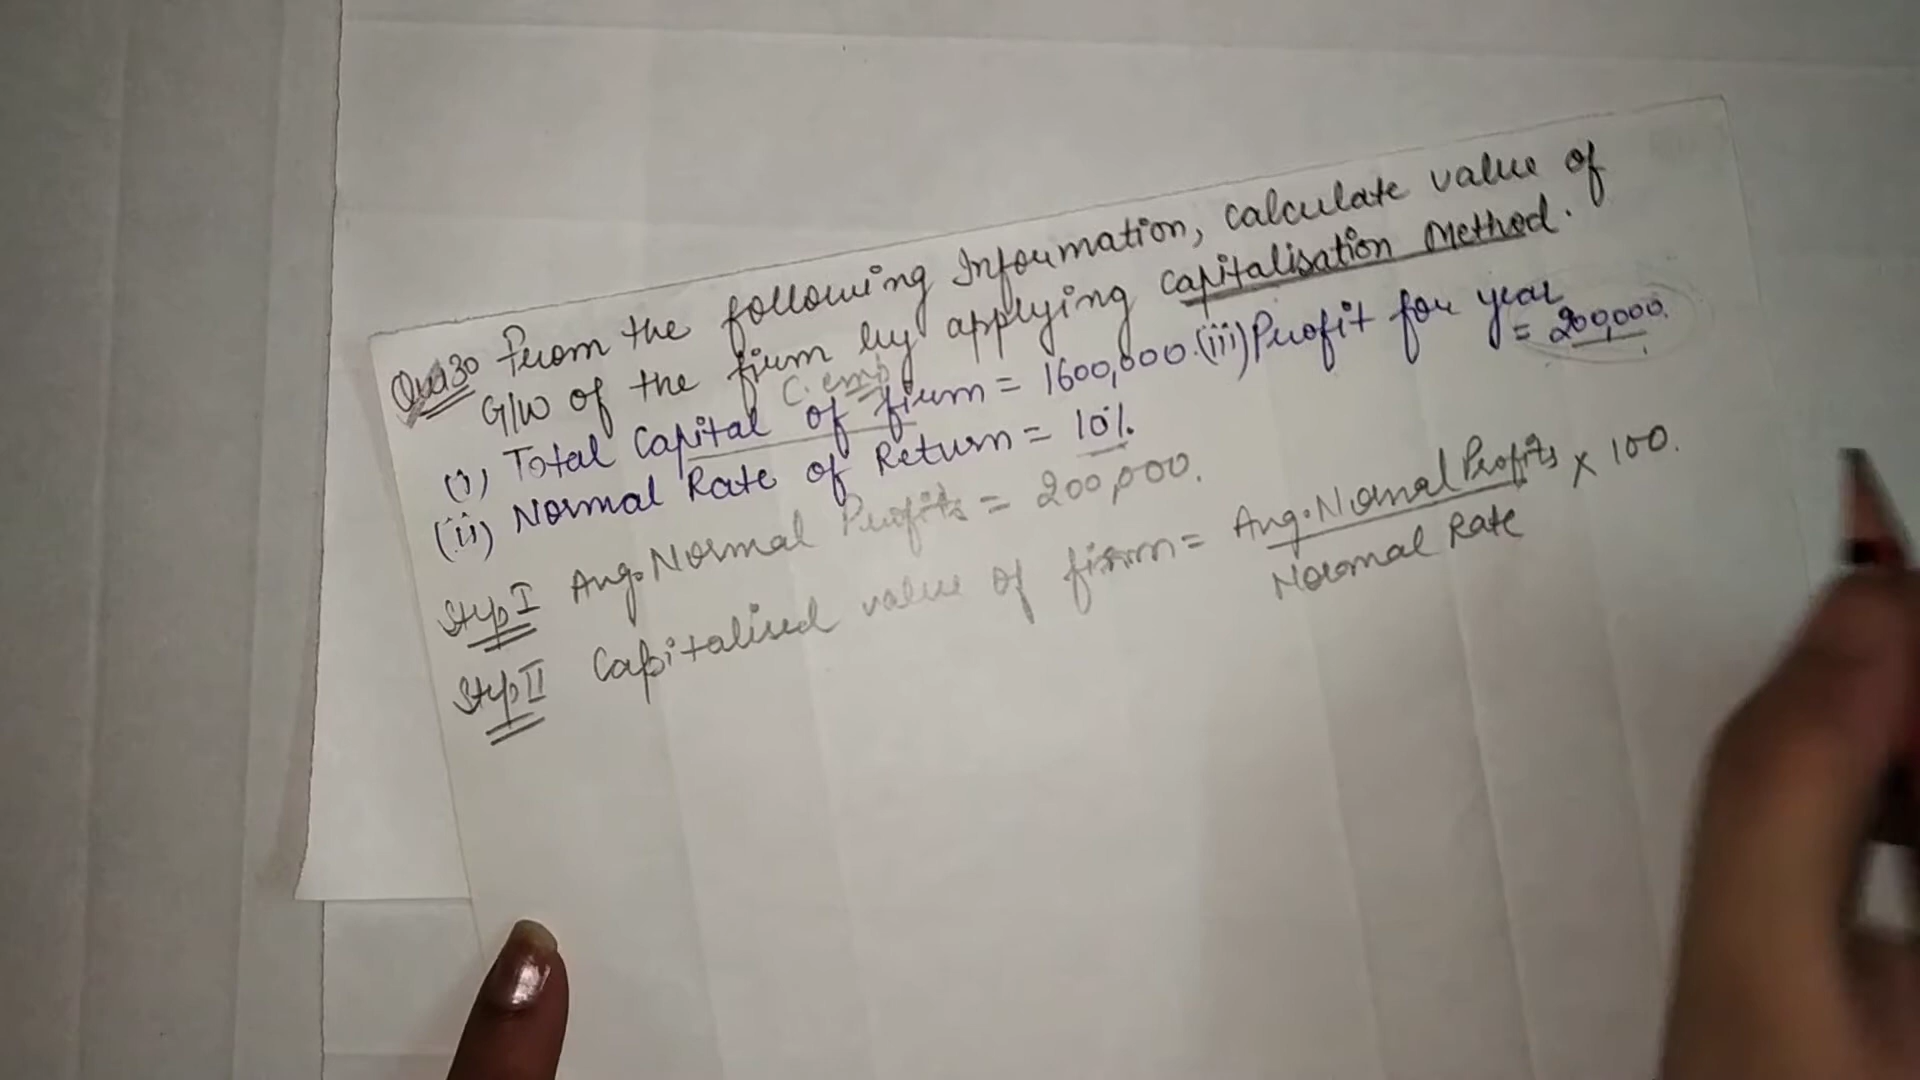 Que30 From the following Information, calculate value of
G/W of the firm by applying Capitalisation Method.
C. emp
(i) Total Capital of firm = 1600,000. (iii) Profit for year
= 200,000.
(ii) Normal Rate of Return = 10%.
Step I Avg. Normal Profits = 200,000.
Step II Capitalised value of firm = Avg. Normal Profits × 100.
Normal Rate